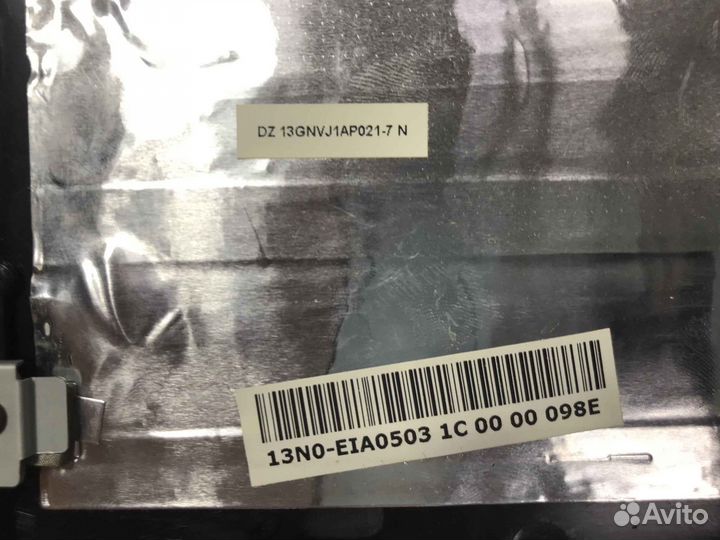 DZ 13GNVJ1AP021-7 N
13N0-EIA0503 1C 00 00 098E
Avito